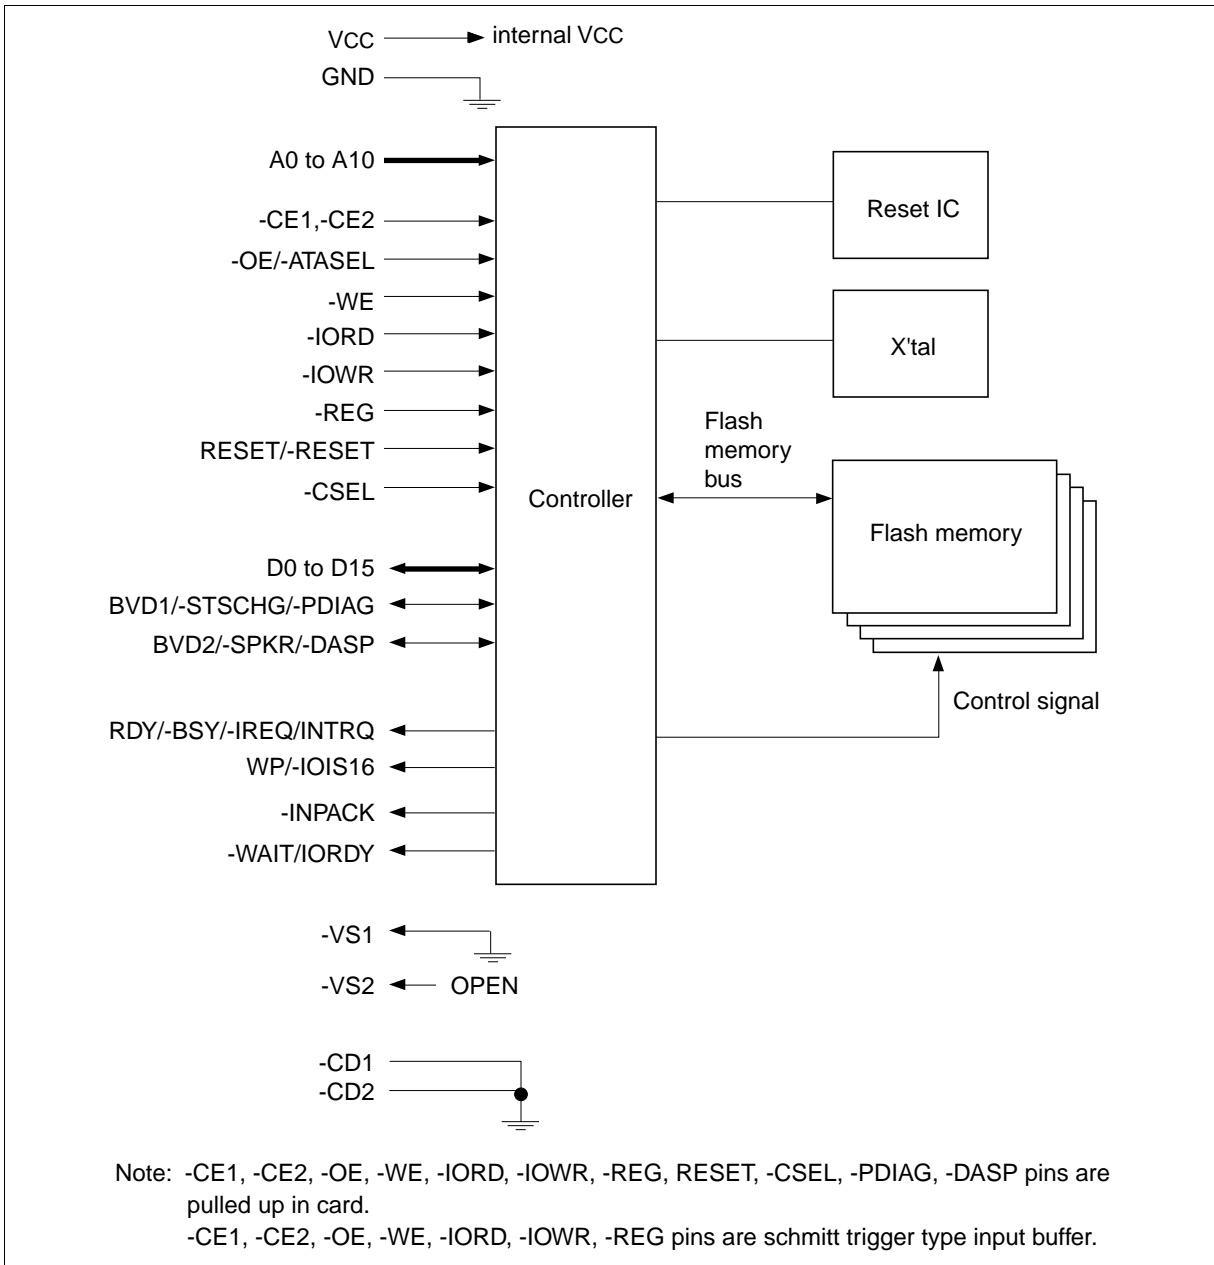 VCC
internal VCC
GND
A0 to A10
-CE1,-CE2
-OE/-ATASEL
-WE
-IORD
-IOWR
-REG
RESET/-RESET
-CSEL
D0 to D15
BVD1/-STSCHG/-PDIAG
BVD2/-SPKR/-DASP
RDY/-BSY/-IREQ/INTRQ
WP/-IOIS16
-INPACK
-WAIT/IORDY
Controller
Reset IC
X'tal
Flash
memory
bus
Flash memory
Control signal
-VS1
-VS2
OPEN
-CD1
-CD2
Note: -CE1, -CE2, -OE, -WE, -IORD, -IOWR, -REG, RESET, -CSEL, -PDIAG, -DASP pins are
pulled up in card.
-CE1, -CE2, -OE, -WE, -IORD, -IOWR, -REG pins are schmitt trigger type input buffer.